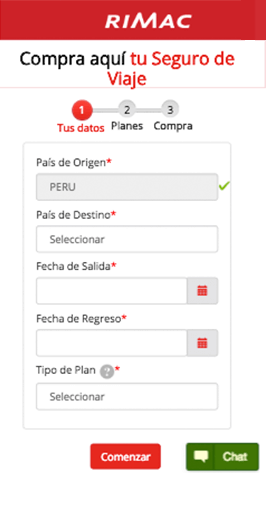 RIMAC
Compra aquí tu Seguro de
Viaje
1 2 3
Tus datos Planes Compra
País de Origen*
PERU
País de Destino*
Seleccionar
Fecha de Salida*
Fecha de Regreso*
Tipo de Plan ? *
Seleccionar
Comenzar Chat